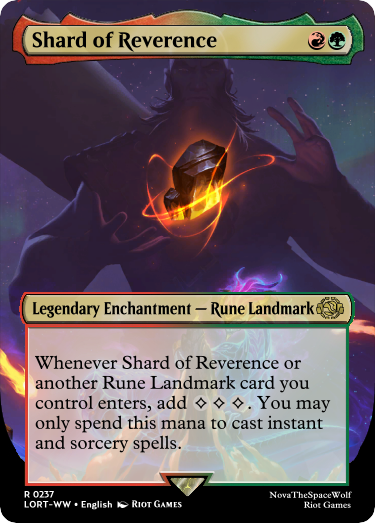 Shard of Reverence
Legendary Enchantment — Rune Landmark
Whenever Shard of Reverence or
another Rune Landmark card you
control enters, add ✧ ✧ ✧. You may
only spend this mana to cast instant
and sorcery spells.
R 0237
LORT-WW • English RIOT GAMES
NovaTheSpaceWolf
Riot Games